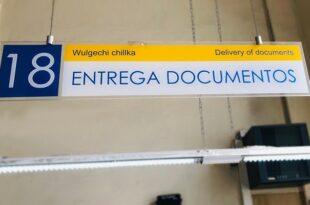 18
Wulgechi chillka
Delivery of documents
ENTREGA DOCUMENTOS